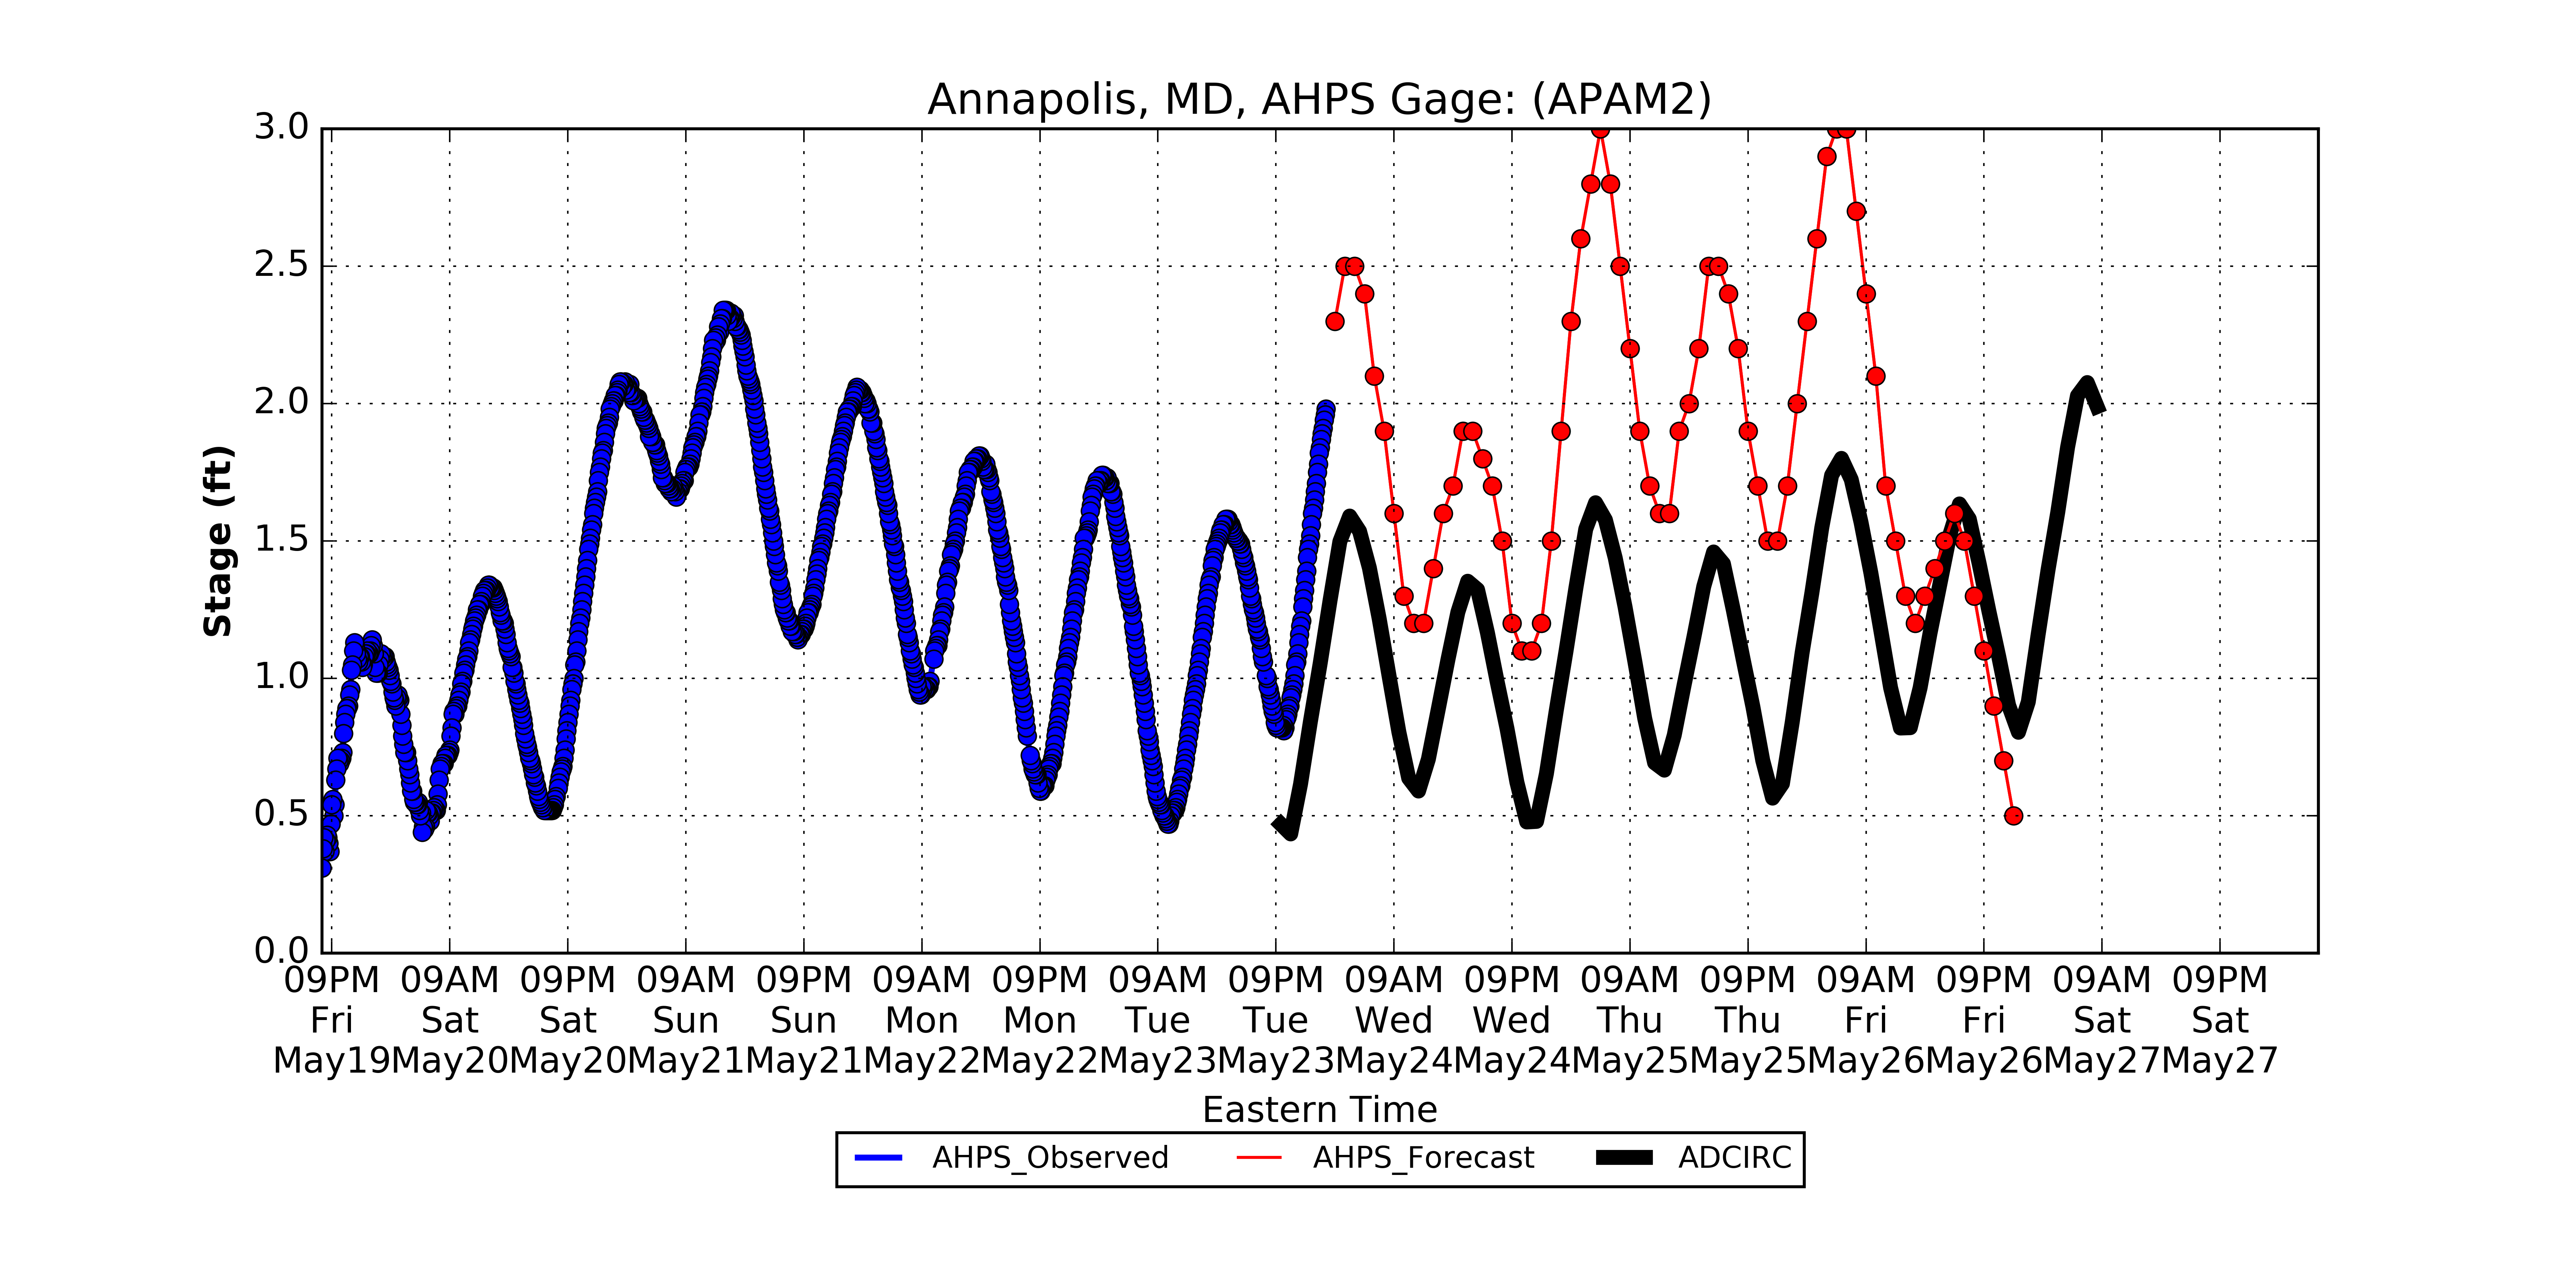 Annapolis, MD, AHPS Gage: (APAM2)
3.0
2.5
2.0
1.5
1.0
0.5
0.0
Stage (ft)
09PM 09AM 09PM 09AM 09PM 09AM 09PM 09AM 09PM 09AM 09PM 09AM 09PM 09AM 09PM 09AM 09PM
Fri Sat Sat Sun Sun Mon Mon Tue Tue Wed Wed Thu Thu Fri Fri Sat Sat
May19 May20 May20 May21 May21 May22 May22 May23 May23 May24 May24 May25 May25 May26 May26 May27 May27
Eastern Time
AHPS_Observed AHPS_Forecast ADCIRC